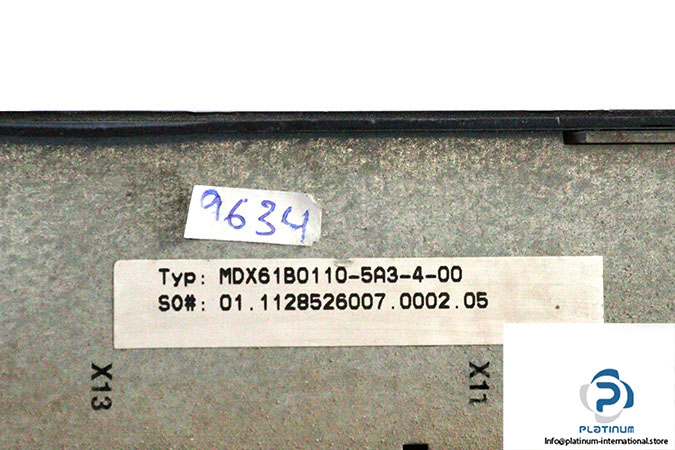 9634
Typ: MDX61B0110-5A3-4-00
SO#: 01.1128526007.0002.05
X13
X11
PLATINUM
Info@platinum-international.store